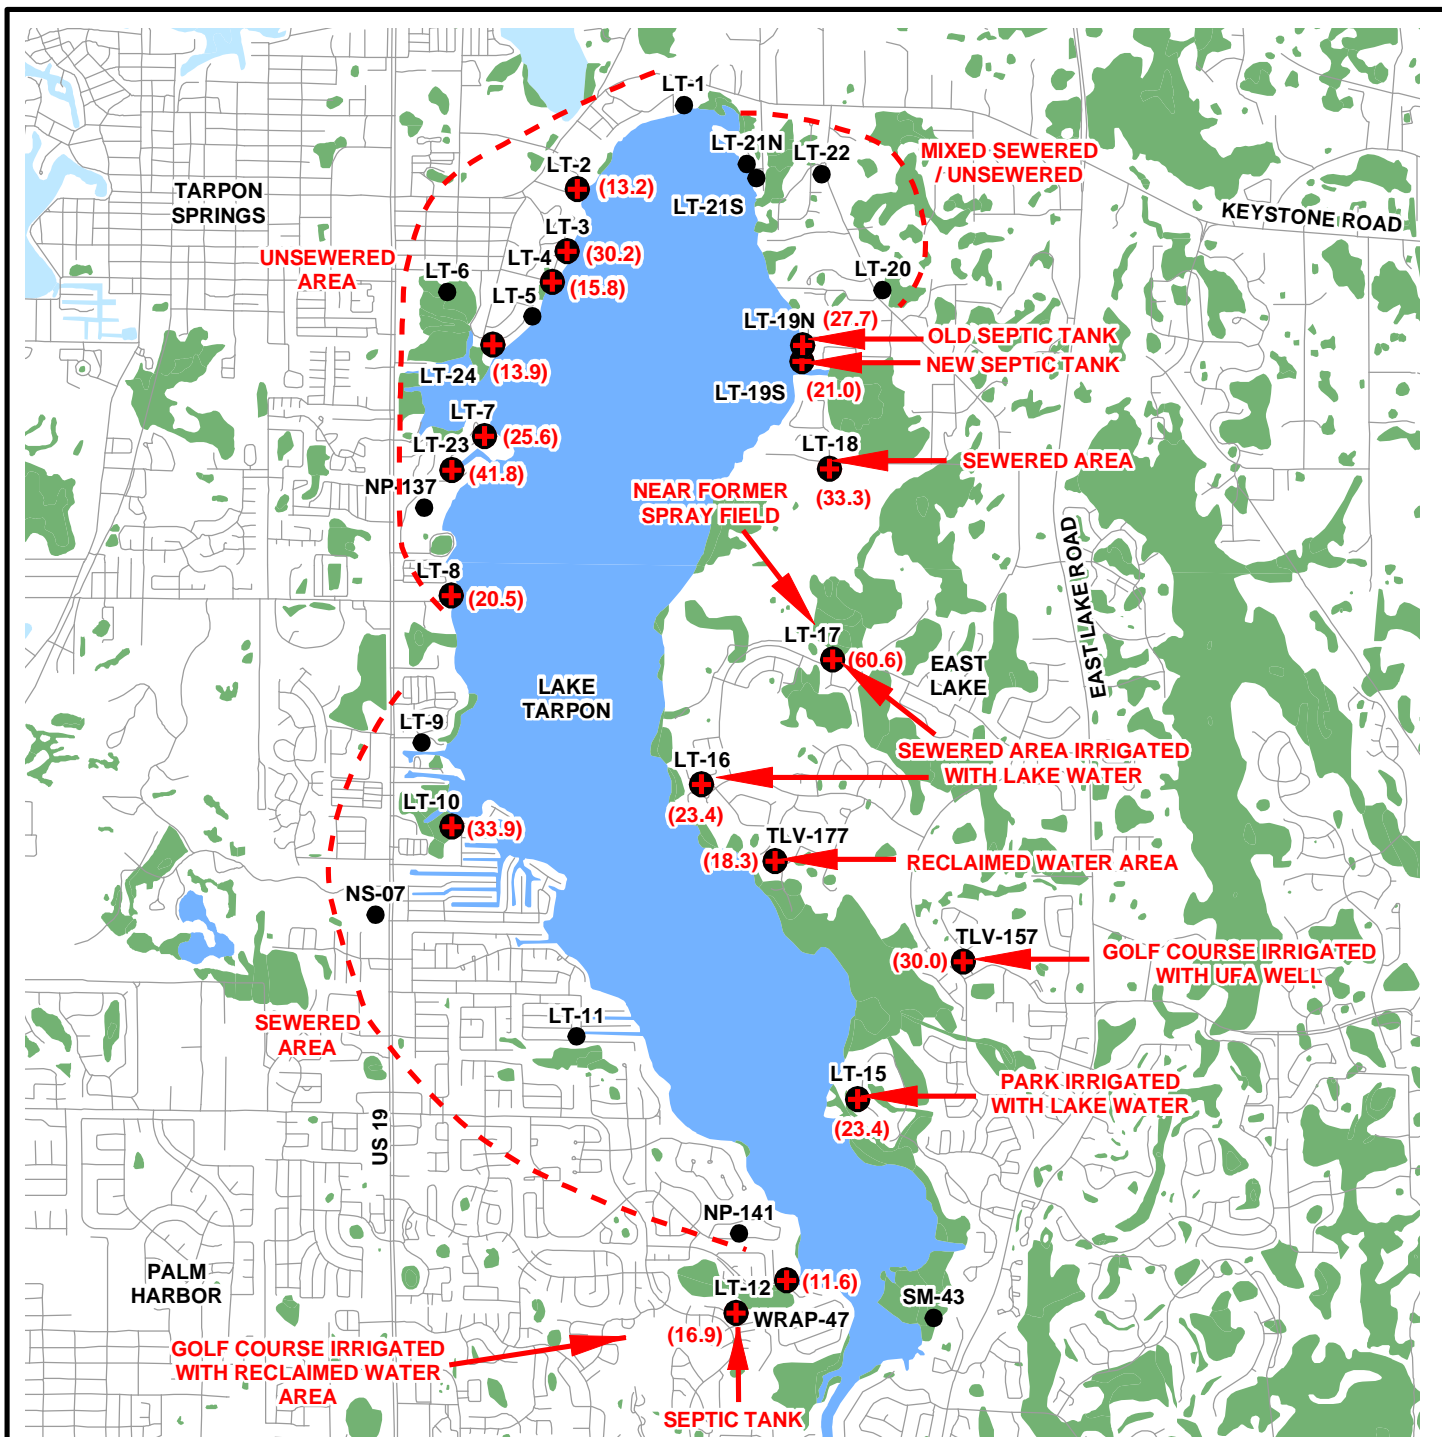 LT-1
LT-21N
LT-22
MIXED SEWERED
/ UNSEWERED
LT-2
(13.2)
TARPON
SPRINGS
LT-21S
KEYSTONE ROAD
LT-3
(30.2)
UNSEWERED
AREA
LT-6
LT-4
(15.8)
LT-20
LT-5
LT-19N
(27.7)
OLD SEPTIC TANK
(13.9)
LT-24
NEW SEPTIC TANK
LT-19S
(21.0)
LT-7
(25.6)
LT-23
(41.8)
LT-18
SEWERED AREA
(33.3)
NP-137
NEAR FORMER
SPRAY FIELD
EAST LAKE ROAD
LT-8
(20.5)
LT-17
(60.6)
EAST
LAKE
LAKE
TARPON
LT-9
SEWERED AREA IRRIGATED
WITH LAKE WATER
LT-16
(23.4)
LT-10
(33.9)
TLV-177
(18.3)
RECLAIMED WATER AREA
NS-07
TLV-157
(30.0)
GOLF COURSE IRRIGATED
WITH UFA WELL
SEWERED
AREA
LT-11
LT-15
(23.4)
PARK IRRIGATED
WITH LAKE WATER
US 19
NP-141
PALM
HARBOR
LT-12
(11.6)
SM-43
WRAP-47
(16.9)
GOLF COURSE IRRIGATED
WITH RECLAIMED WATER
AREA
SEPTIC TANK